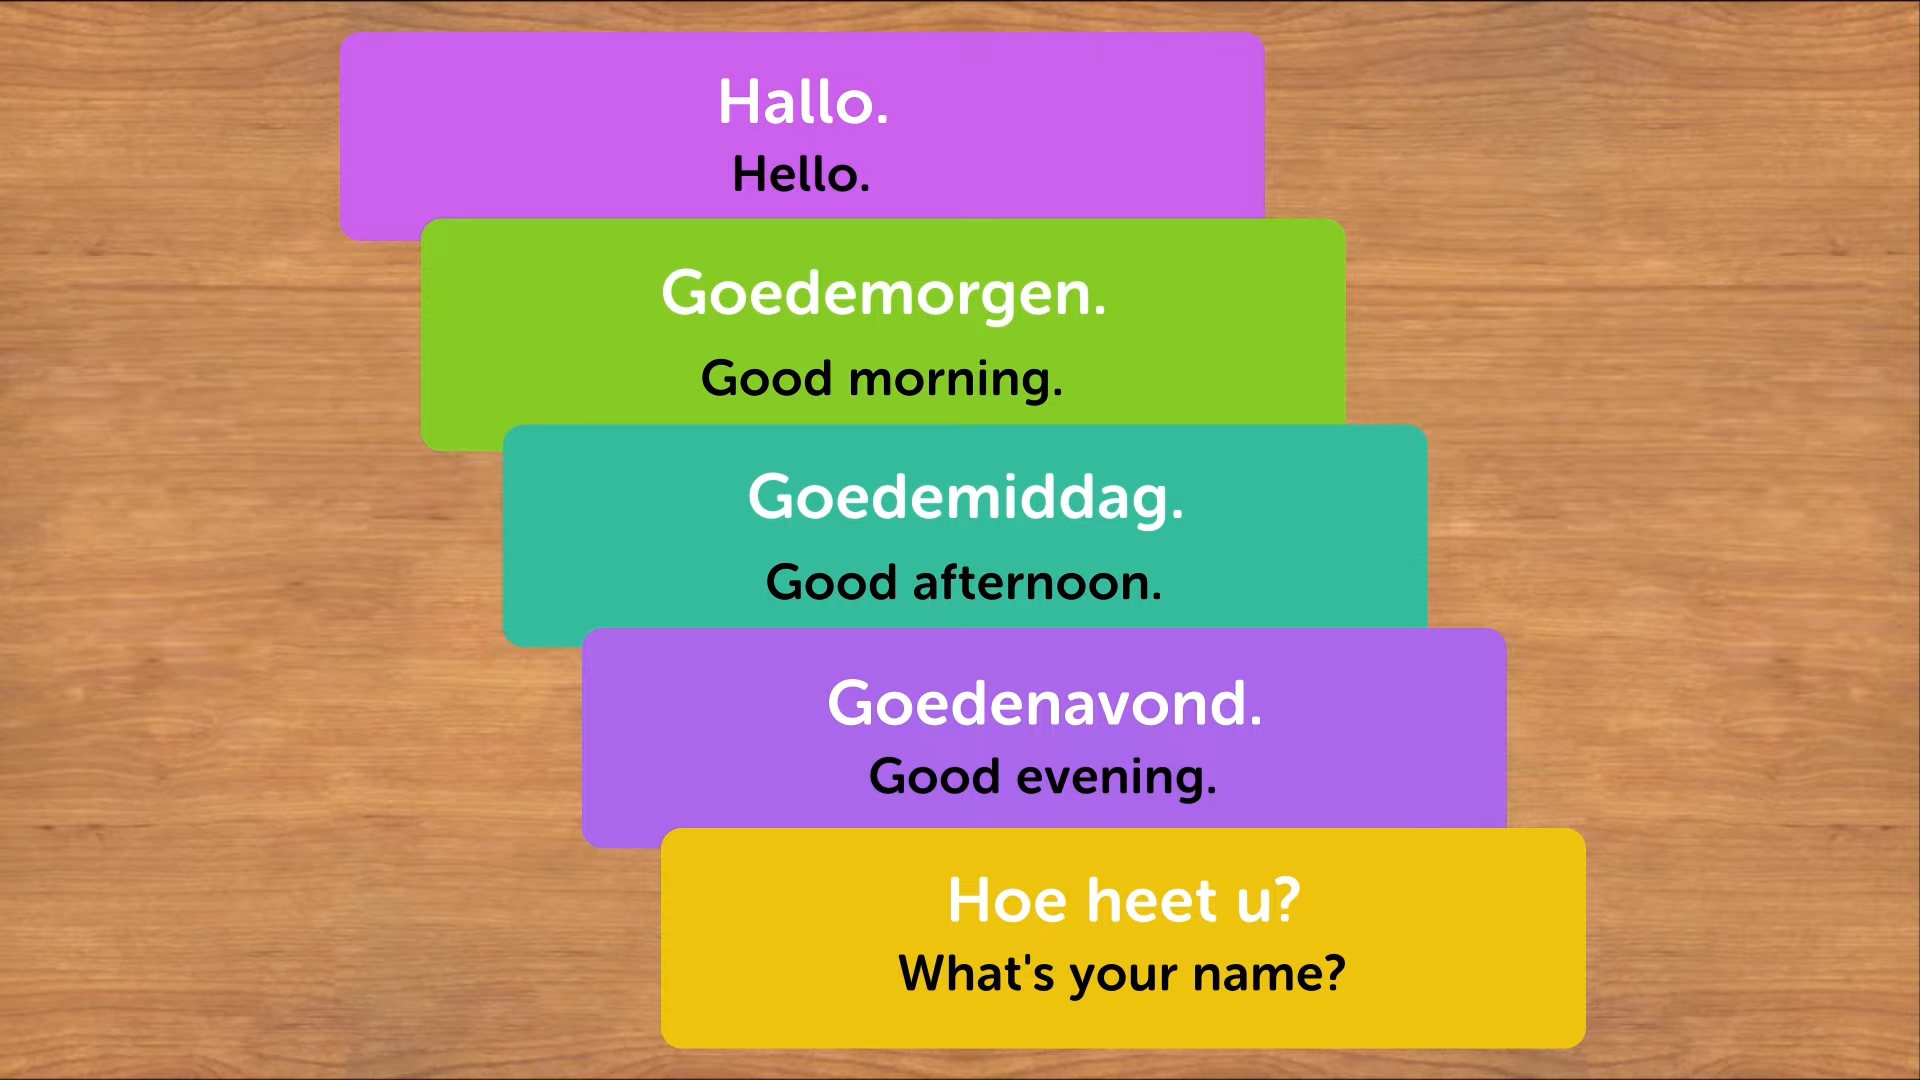 Hallo.
Hello.
Goedemorgen.
Good morning.
Goedemiddag.
Good afternoon.
Goedenavond.
Good evening.
Hoe heet u?
What's your name?